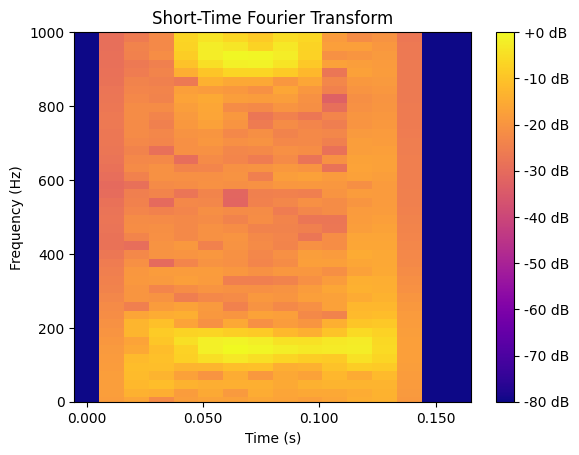 Short-Time Fourier Transform
1000
800
600
400
200
0
Frequency (Hz)
0.000
0.050
0.100
0.150
Time (s)
+0 dB
-10 dB
-20 dB
-30 dB
-40 dB
-50 dB
-60 dB
-70 dB
-80 dB